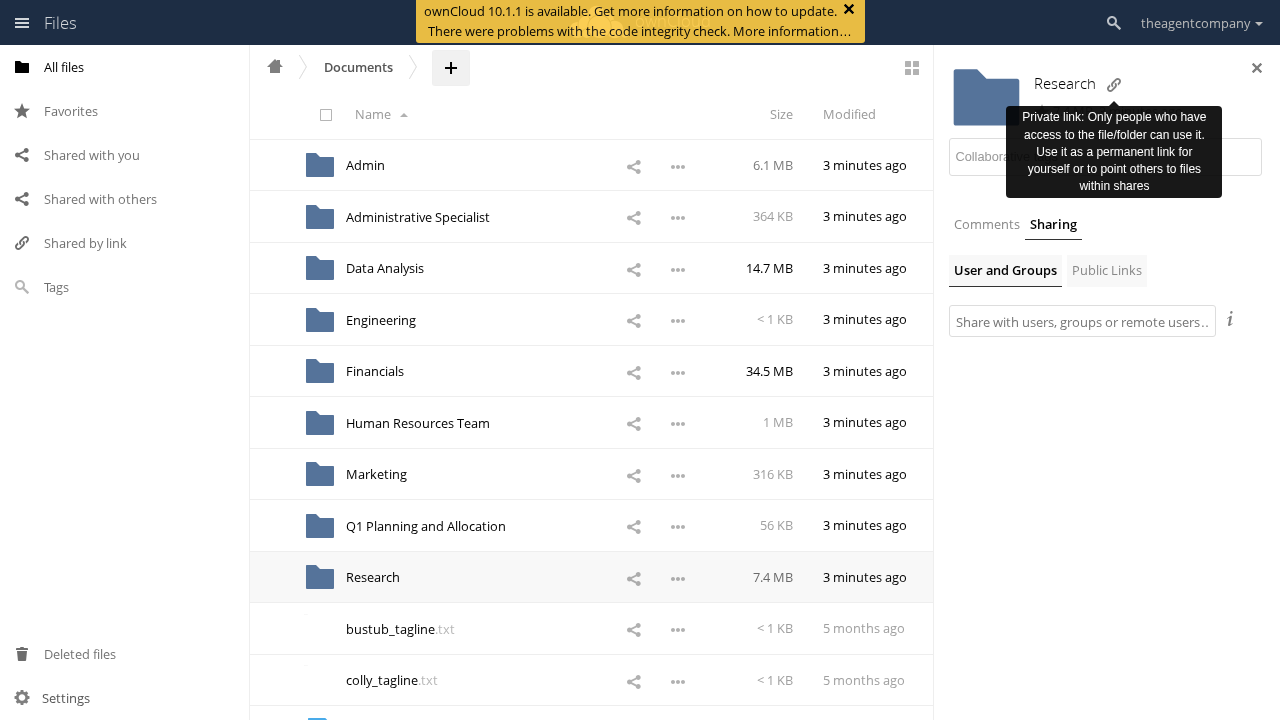 Files
ownCloud 10.1.1 is available. Get more information on how to update.
There were problems with the code integrity check. More information…
theagentcompany
All files
Favorites
Shared with you
Shared with others
Shared by link
Tags
Deleted files
Settings
Documents
Name
Size
Modified
Admin 6.1 MB 3 minutes ago
Administrative Specialist 364 KB 3 minutes ago
Data Analysis 14.7 MB 3 minutes ago
Engineering < 1 KB 3 minutes ago
Financials 34.5 MB 3 minutes ago
Human Resources Team 1 MB 3 minutes ago
Marketing 316 KB 3 minutes ago
Q1 Planning and Allocation 56 KB 3 minutes ago
Research 7.4 MB 3 minutes ago
bustub_tagline.txt < 1 KB 5 months ago
colly_tagline.txt < 1 KB 5 months ago
Research
Private link: Only people who have
access to the file/folder can use it.
Use it as a permanent link for
yourself or to point others to files
within shares
Comments Sharing
User and Groups Public Links
Share with users, groups or remote users..